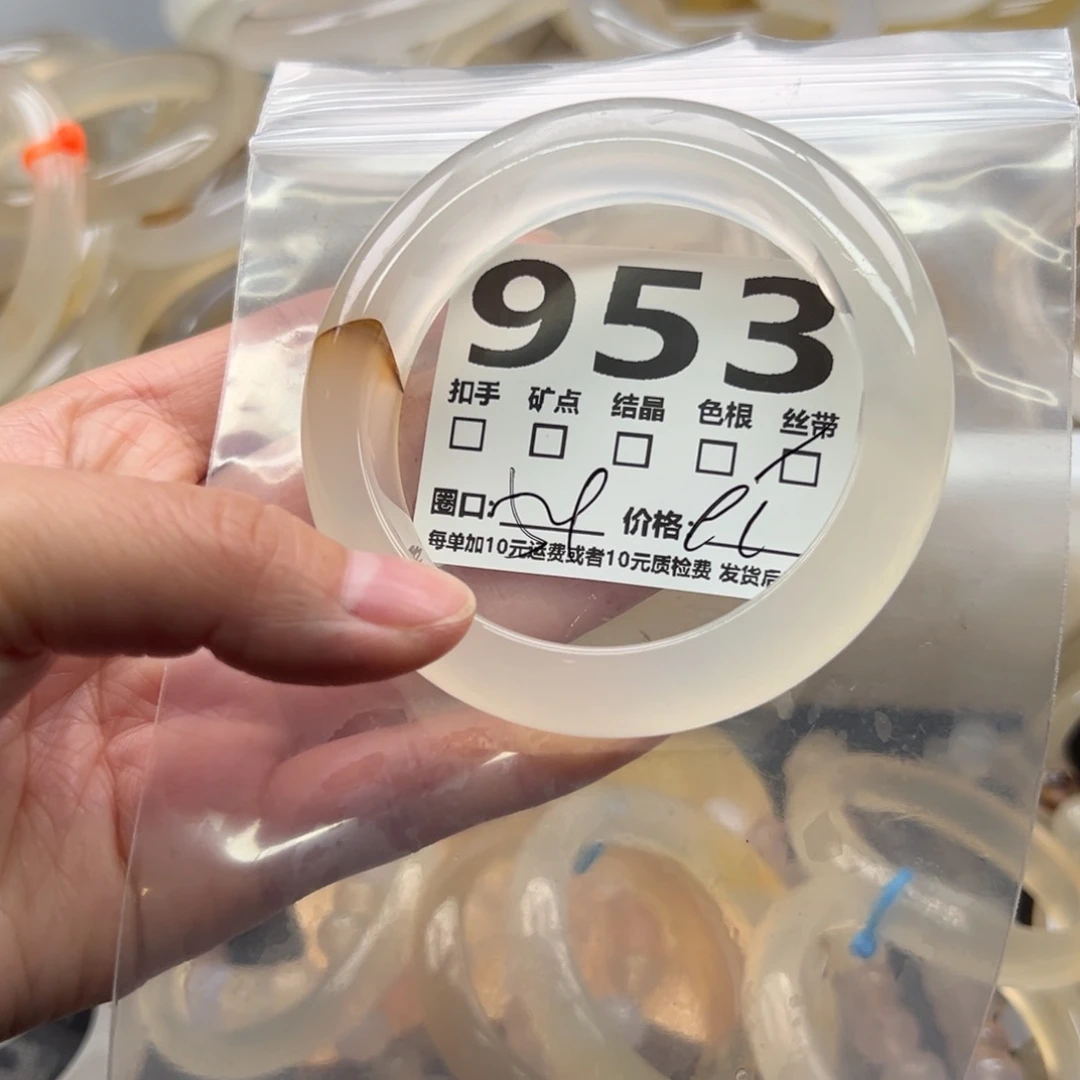 953
扣手 矿点 结晶 色根 丝带
圈口: 价格:
每单加10元运费或者10元质检费 发货后